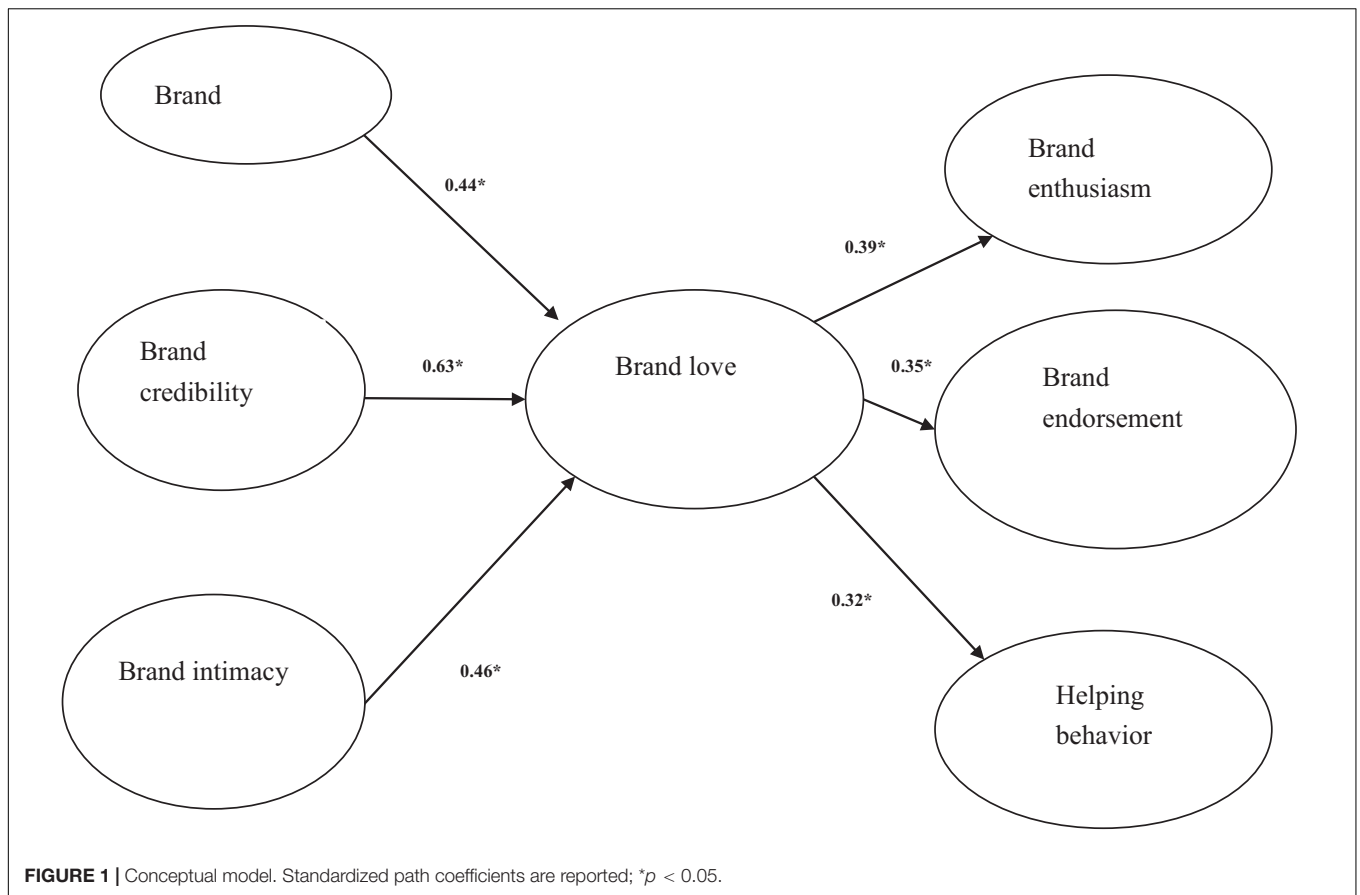 Brand
0.44*
Brand
enthusiasm
0.39*
Brand
credibility
0.63*
Brand love
0.35*
Brand
endorsement
Brand intimacy
0.46*
0.32*
Helping
behavior
FIGURE 1 | Conceptual model. Standardized path coefficients are reported; *p < 0.05.